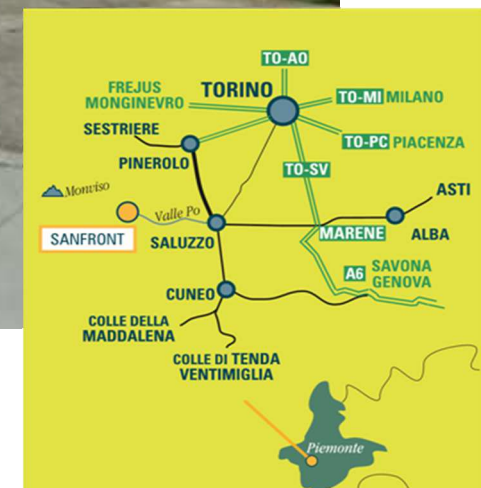 TO-AO
FREJUS
MONGINEVRO
TORINO
TO-MI MILANO
SESTRIERE
TO-PC PIACENZA
PINEROLO
TO-SV
Monviso
ASTI
Valle Po
SANFRONT
SALUZZO
MARENE
ALBA
A6
SAVONA
GENOVA
CUNEO
COLLE DELLA
MADDALENA
COLLE DI TENDA
VENTIMIGLIA
Piemonte